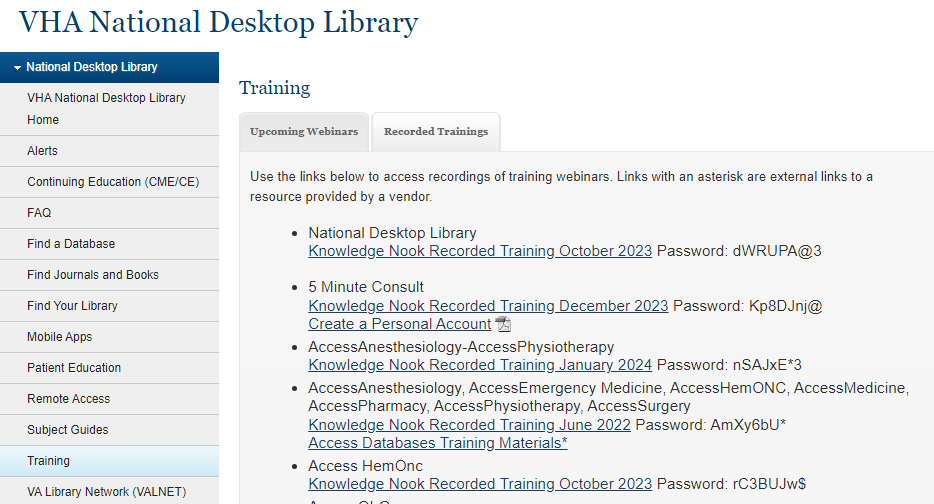 VHA National Desktop Library
National Desktop Library
VHA National Desktop Library
Home
Alerts
Continuing Education (CME/CE)
FAQ
Find a Database
Find Journals and Books
Find Your Library
Mobile Apps
Patient Education
Remote Access
Subject Guides
Training
VA Library Network (VALNET)
Training
Upcoming Webinars
Recorded Trainings
Use the links below to access recordings of training webinars. Links with an asterisk are external links to a
resource provided by a vendor.
• National Desktop Library
Knowledge Nook Recorded Training October 2023 Password: dWRUPA@3
• 5 Minute Consult
Knowledge Nook Recorded Training December 2023 Password: Kp8DJnj@
Create a Personal Account
• AccessAnesthesiology-AccessPhysiotherapy
Knowledge Nook Recorded Training January 2024 Password: nSAJxE*3
• AccessAnesthesiology, AccessEmergency Medicine, AccessHemONC, AccessMedicine,
AccessPharmacy, AccessPhysiotherapy, AccessSurgery
Knowledge Nook Recorded Training June 2022 Password: AmXy6bU*
Access Databases Training Materials*
• Access HemOnc
Knowledge Nook Recorded Training October 2023 Password: rC3BUJw$